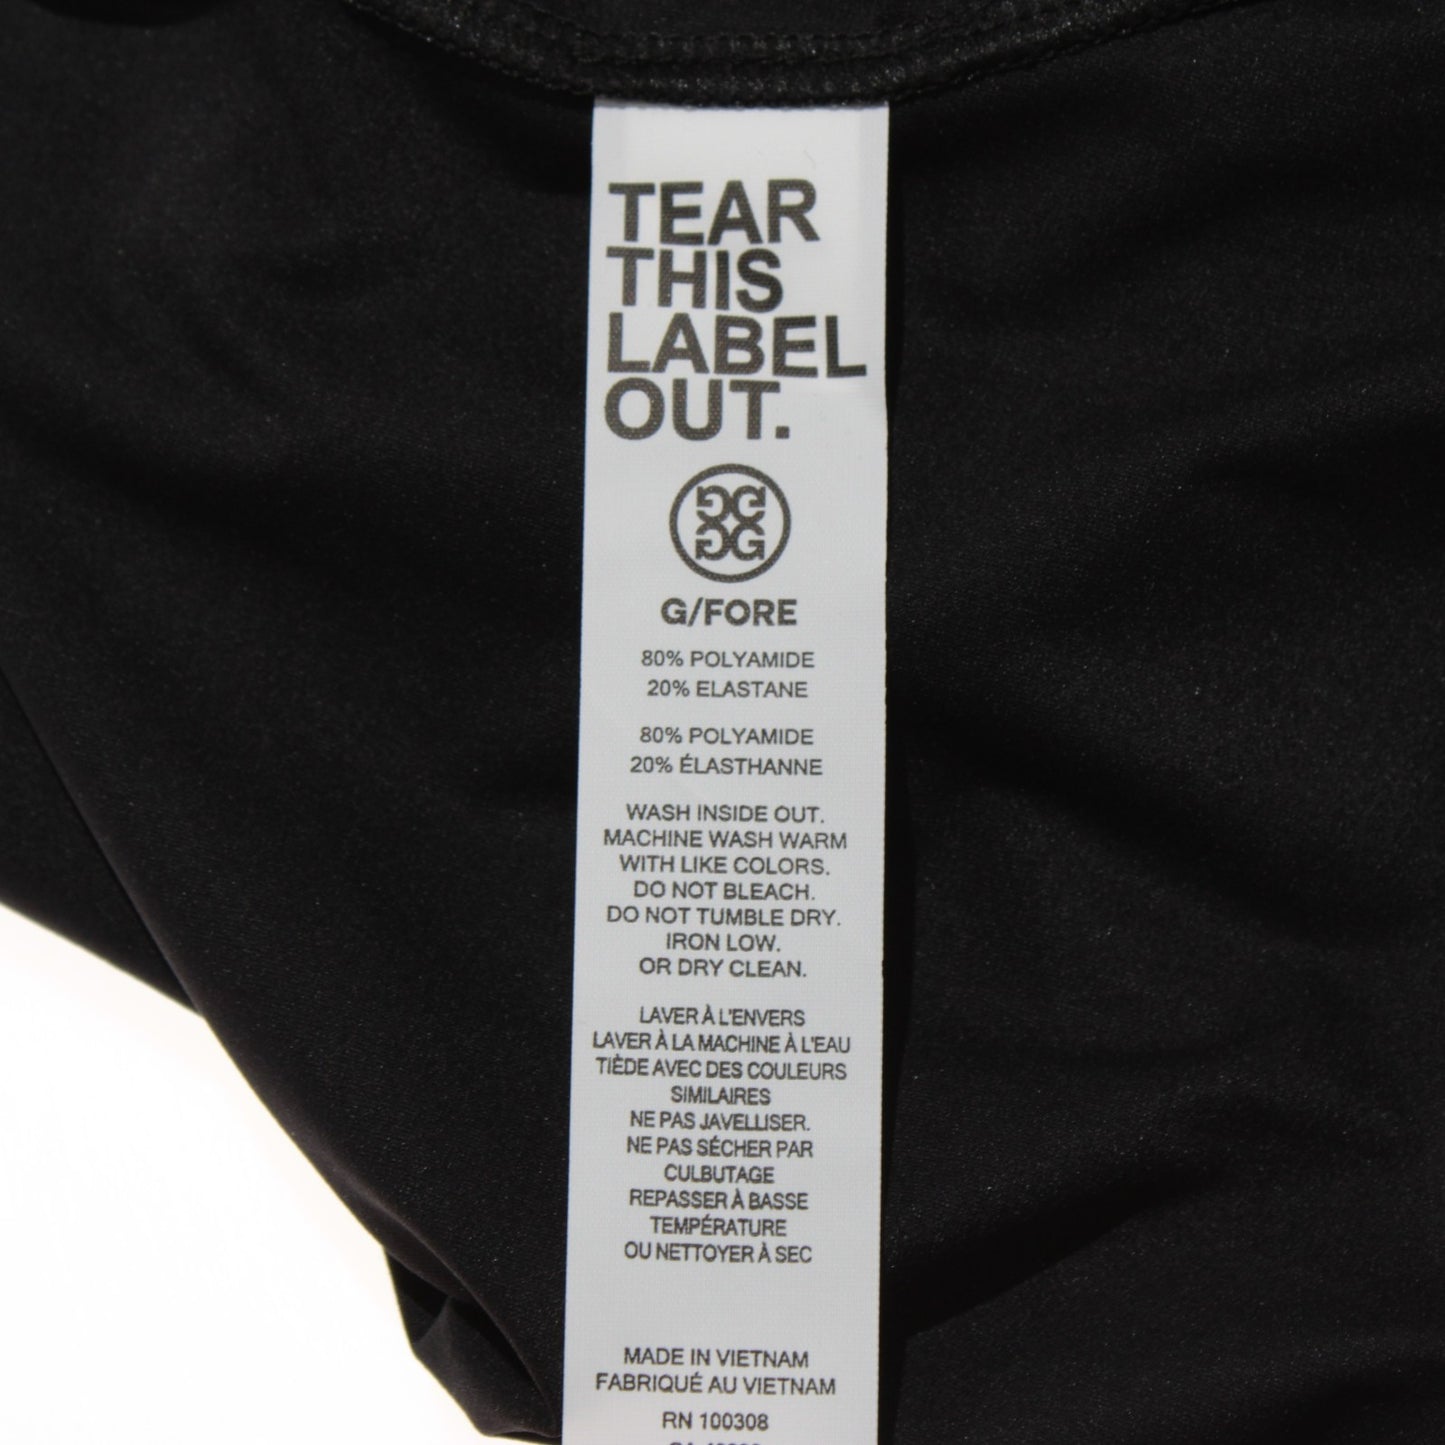 TEAR
THIS
LABEL
OUT.
G/FORE
80% POLYAMIDE
20% ELASTANE
80% POLYAMIDE
20% ÉLASTHANNE
WASH INSIDE OUT.
MACHINE WASH WARM
WITH LIKE COLORS.
DO NOT BLEACH.
DO NOT TUMBLE DRY.
IRON LOW.
OR DRY CLEAN.
LAVER À L'ENVERS
LAVER À LA MACHINE À L'EAU
TIÈDE AVEC DES COULEURS
SIMILAIRES
NE PAS JAVELLISER.
NE PAS SÉCHER PAR
CULBUTAGE
REPASSER À BASSE
TEMPÉRATURE
OU NETTOYER À SEC
MADE IN VIETNAM
FABRIQUÉ AU VIETNAM
RN 100308